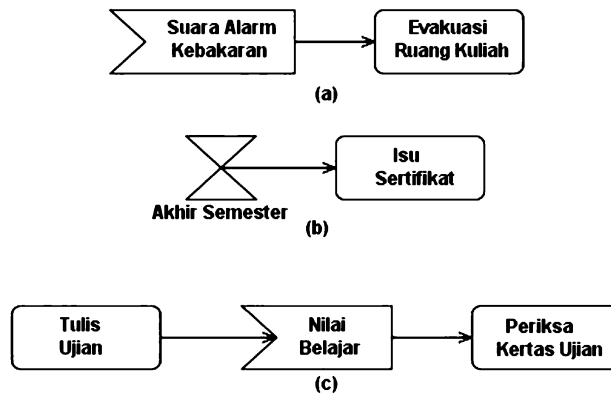 Suara Alarm
Kebakaran
Evakuasi
Ruang Kuliah
(a)
Isu
Sertifikat
Akhir Semester
(b)
Tulis
Ujian
Nilai
Belajar
Periksa
Kertas Ujian
(c)